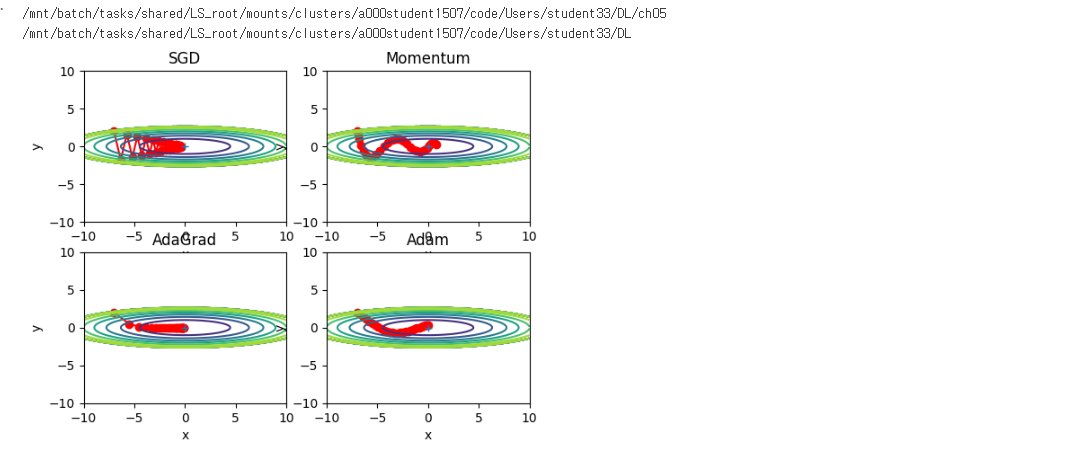 /mnt/batch/tasks/shared/LS_root/mounts/clusters/a000student1507/code/Users/student33/DL/ch05
/mnt/batch/tasks/shared/LS_root/mounts/clusters/a000student1507/code/Users/student33/DL
SGD
10
5
0
−5
−10
y
−10 −5 0 5 10
Momentum
10
5
0
−5
−10
y
−10 −5 0 5 10
AdaGrad
10
5
0
−5
−10
y
−10 −5 0 5 10
x
Adam
10
5
0
−5
−10
y
−10 −5 0 5 10
x